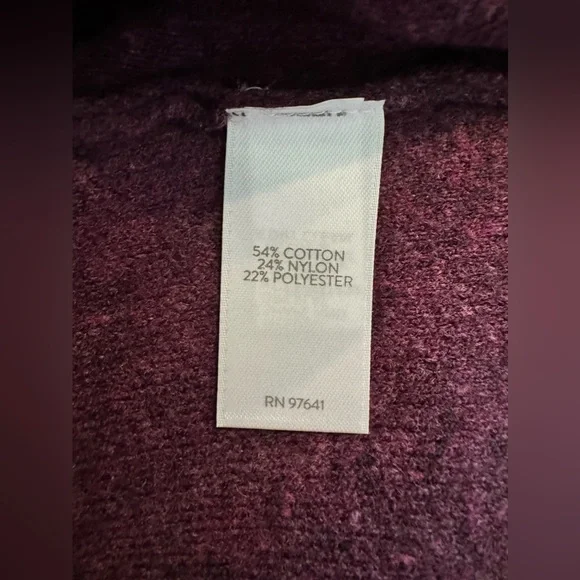 54% COTTON
24% NYLON
22% POLYESTER
RN 97641